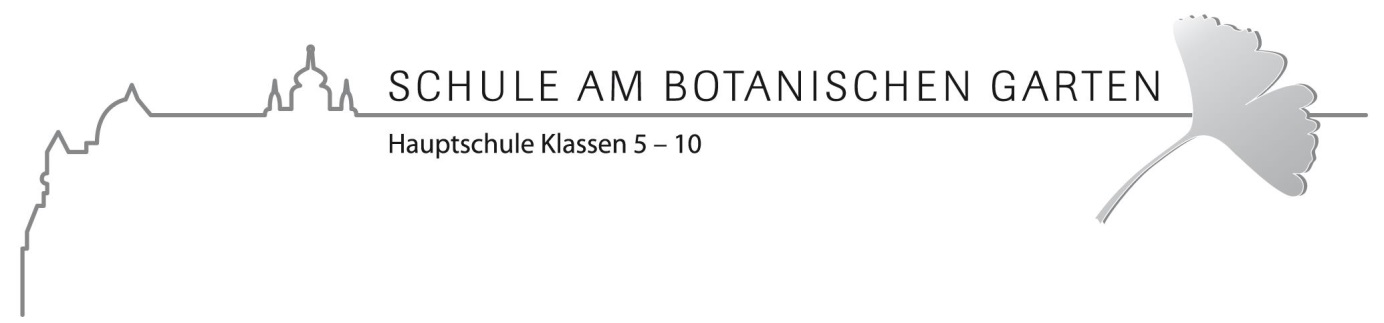 SCHULE AM BOTANISCHEN GARTEN
Hauptschule Klassen 5 – 10